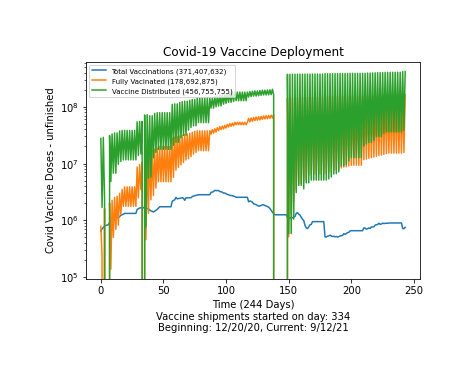 Covid-19 Vaccine Deployment
Total Vaccinations (371,407,632)
Fully Vacinated (178,692,875)
Vaccine Distributed (456,755,755)
Covid Vaccine Doses - unfinished
10⁸
10⁷
10⁶
10⁵
0 50 100 150 200 250
Time (244 Days)
Vaccine shipments started on day: 334
Beginning: 12/20/20, Current: 9/12/21